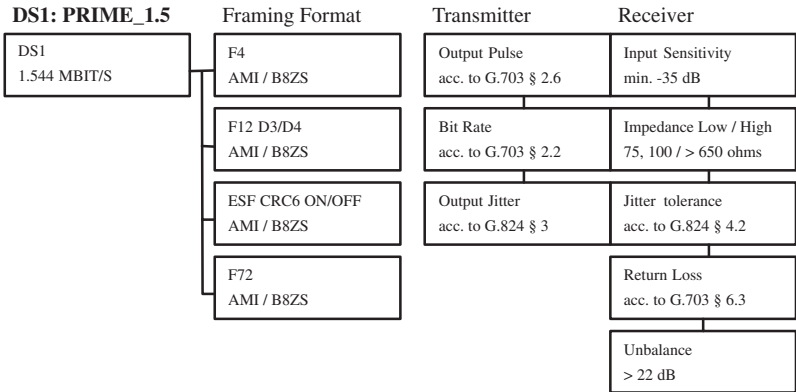 DS1: PRIME_1.5
Framing Format
Transmitter
Receiver
DS1
1.544 MBIT/S
F4
AMI / B8ZS
F12 D3/D4
AMI / B8ZS
ESF CRC6 ON/OFF
AMI / B8ZS
F72
AMI / B8ZS
Output Pulse
acc. to G.703 § 2.6
Bit Rate
acc. to G.703 § 2.2
Output Jitter
acc. to G.824 § 3
Input Sensitivity
min. -35 dB
Impedance Low / High
75, 100 / > 650 ohms
Jitter tolerance
acc. to G.824 § 4.2
Return Loss
acc. to G.703 § 6.3
Unbalance
> 22 dB